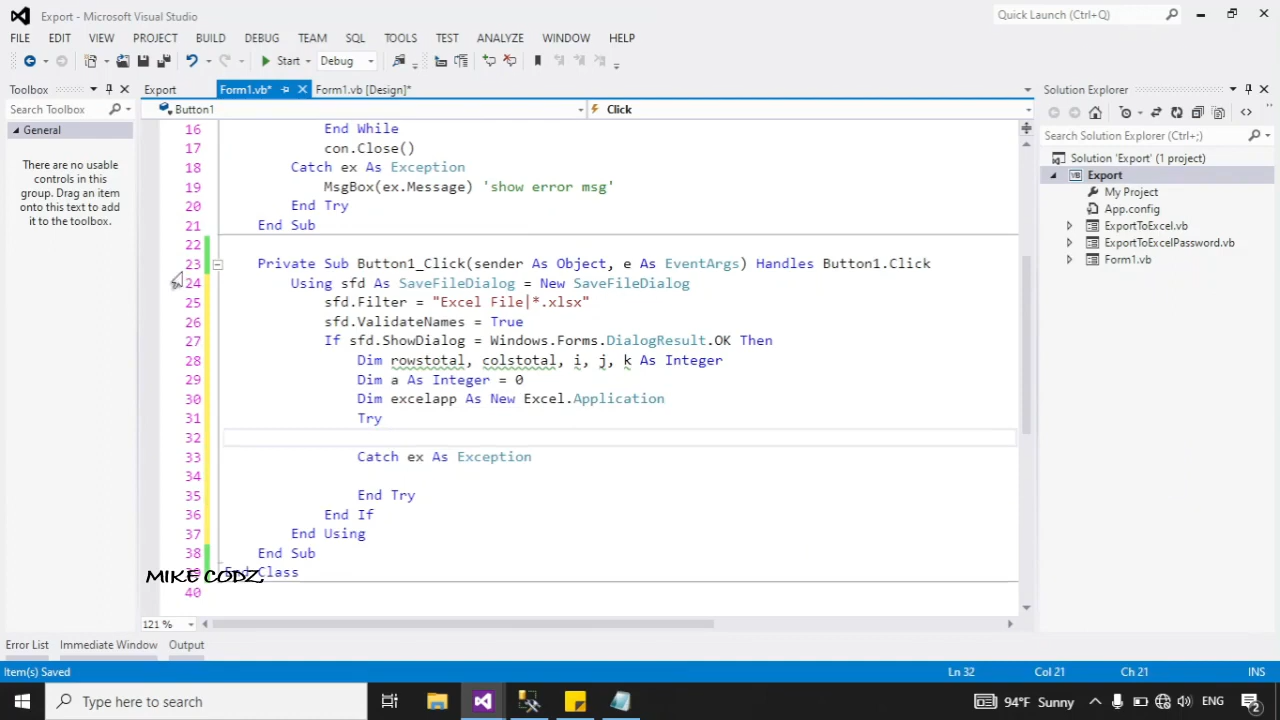 Export - Microsoft Visual Studio
Quick Launch (Ctrl+Q)
FILE EDIT VIEW PROJECT BUILD DEBUG TEAM SQL TOOLS TEST ANALYZE WINDOW HELP
Start Debug
Toolbox
Export Form1.vb* Form1.vb [Design]*
Solution Explorer
Search Toolbox
Button1 Click
General
There are no usable
controls in this
group. Drag an item
onto this text to add
it to the toolbox.
16 End While
17 con.Close()
18 Catch ex As Exception
19 MsgBox(ex.Message) 'show error msg'
20 End Try
21 End Sub
22
23 Private Sub Button1_Click(sender As Object, e As EventArgs) Handles Button1.Click
24 Using sfd As SaveFileDialog = New SaveFileDialog
25 sfd.Filter = "Excel File|*.xlsx"
26 sfd.ValidateNames = True
27 If sfd.ShowDialog = Windows.Forms.DialogResult.OK Then
28 Dim rowstotal, colstotal, i, j, k As Integer
29 Dim a As Integer = 0
30 Dim excelapp As New Excel.Application
31 Try
32
33 Catch ex As Exception
34
35 End Try
36 End If
37 End Using
38 End Sub
End Class
MIKE CODZ,
40
Search Solution Explorer (Ctrl+;)
Solution 'Export' (1 project)
Export
My Project
App.config
ExportToExcel.vb
ExportToExcelPassword.vb
Form1.vb
121 %
Error List Immediate Window Output
Item(s) Saved Ln 32 Col 21 Ch 21 INS
Type here to search
94°F Sunny ENG 2